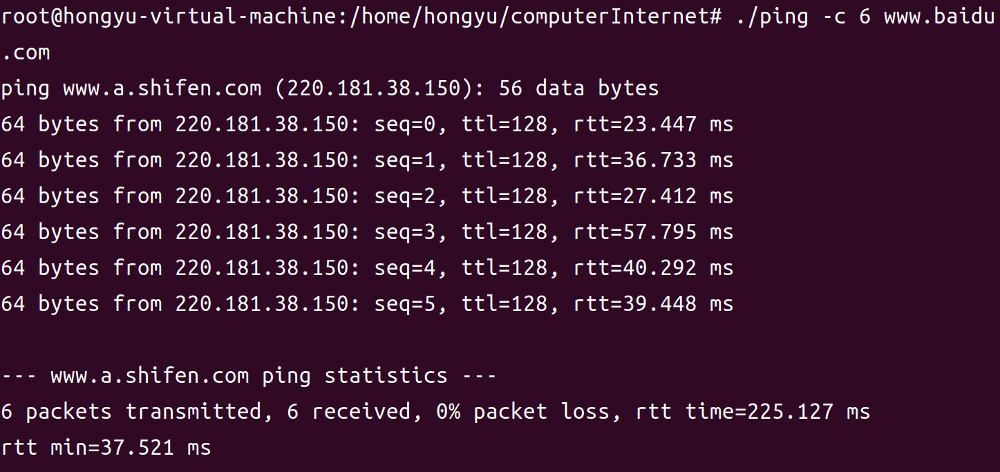 root@hongyu-virtual-machine:/home/hongyu/computerInternet# ./ping -c 6 www.baidu
.com
ping www.a.shifen.com (220.181.38.150): 56 data bytes
64 bytes from 220.181.38.150: seq=0, ttl=128, rtt=23.447 ms
64 bytes from 220.181.38.150: seq=1, ttl=128, rtt=36.733 ms
64 bytes from 220.181.38.150: seq=2, ttl=128, rtt=27.412 ms
64 bytes from 220.181.38.150: seq=3, ttl=128, rtt=57.795 ms
64 bytes from 220.181.38.150: seq=4, ttl=128, rtt=40.292 ms
64 bytes from 220.181.38.150: seq=5, ttl=128, rtt=39.448 ms
--- www.a.shifen.com ping statistics ---
6 packets transmitted, 6 received, 0% packet loss, rtt time=225.127 ms
rtt min=37.521 ms